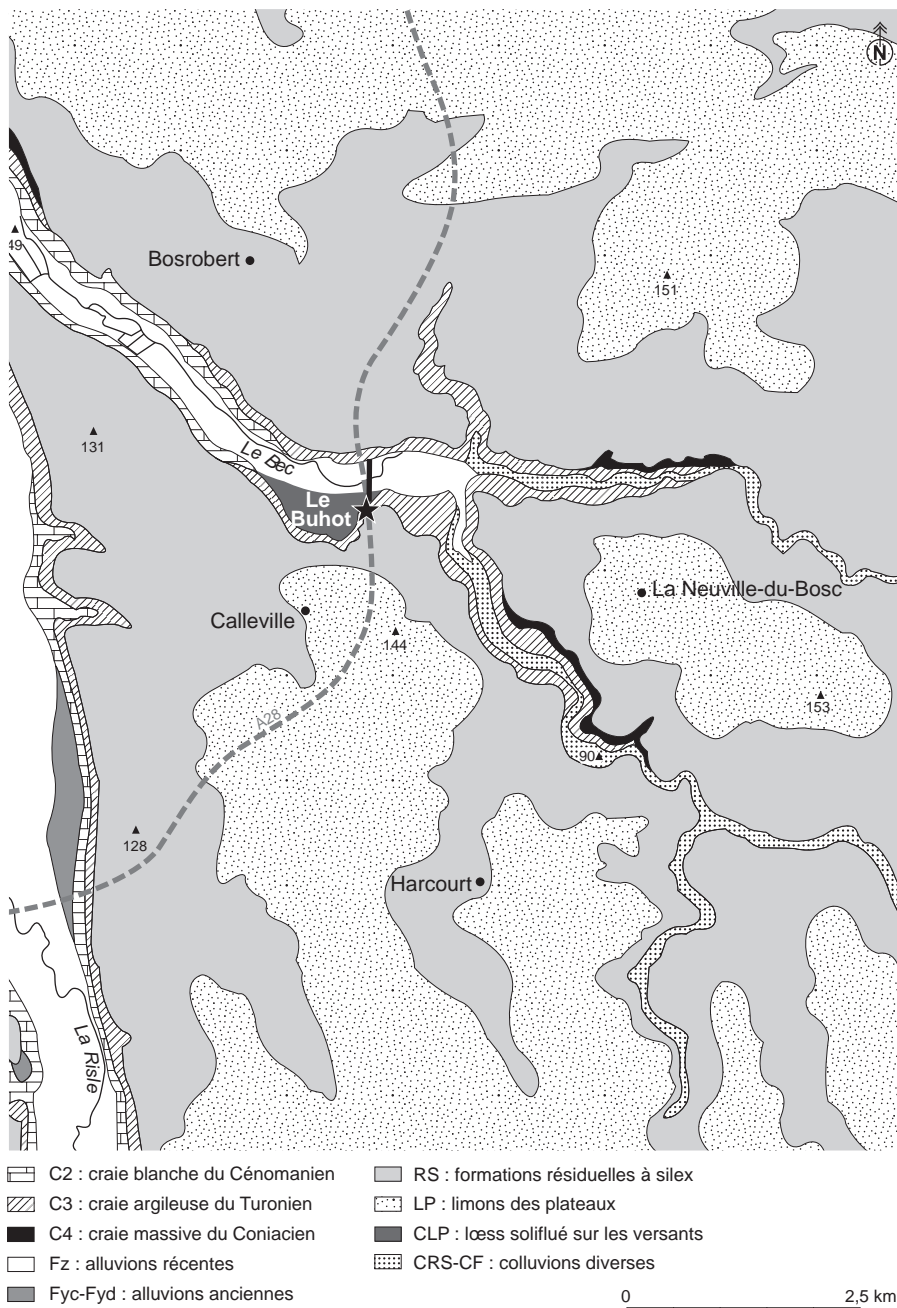 N
49
Bosrobert
151
131
Le Bec
Le
Buhot
La Neuville-du-Bosc
Calleville
144
153
A28
90
128
Harcourt
La Risle
C2 : craie blanche du Cénomanien
C3 : craie argileuse du Turonien
C4 : craie massive du Coniacien
Fz : alluvions récentes
Fyc-Fyd : alluvions anciennes
RS : formations résiduelles à silex
LP : limons des plateaux
CLP : lœss soliflué sur les versants
CRS-CF : colluvions diverses
0 2,5 km